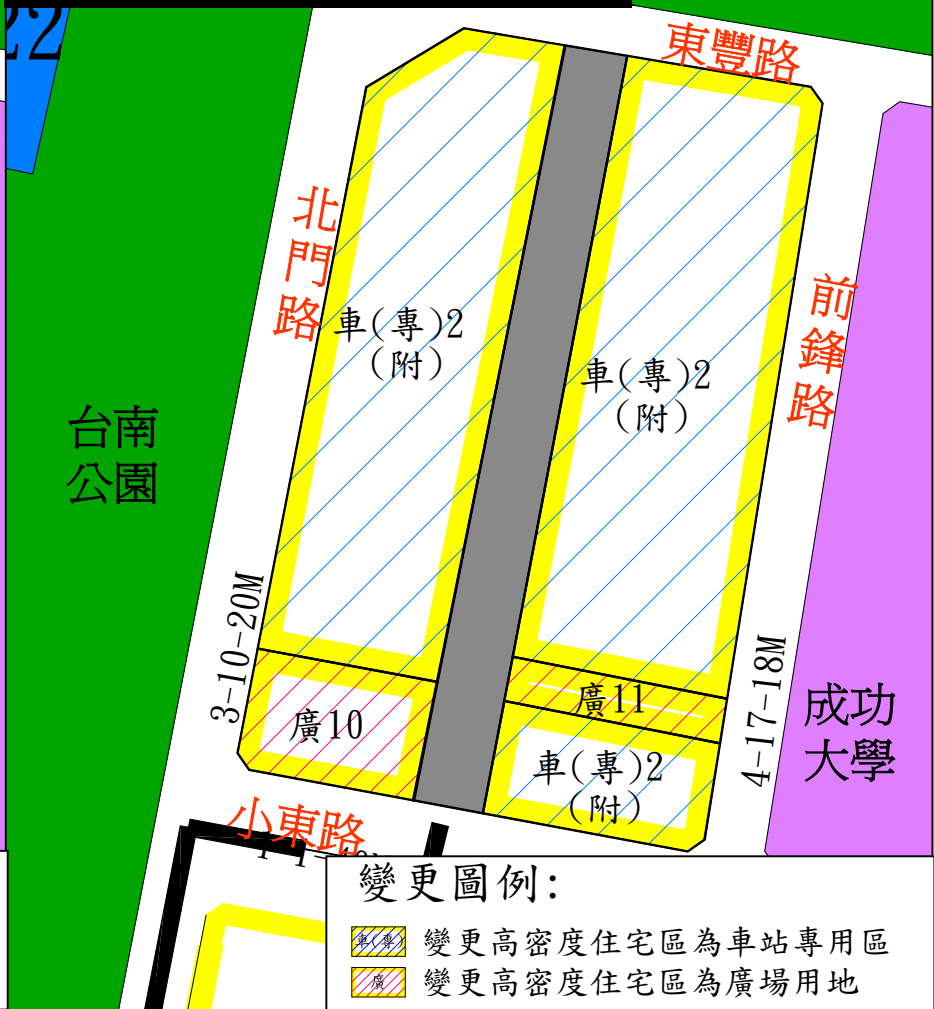 22
東豐路
北門路
車(專)2
(附)
車(專)2
(附)
前鋒路
台南
公園
3-10-20M
廣10
廣11
車(專)2
(附)
4-17-18M
成功
大學
小東路
變更圖例:
車(專) 變更高密度住宅區為車站專用區
廣 變更高密度住宅區為廣場用地